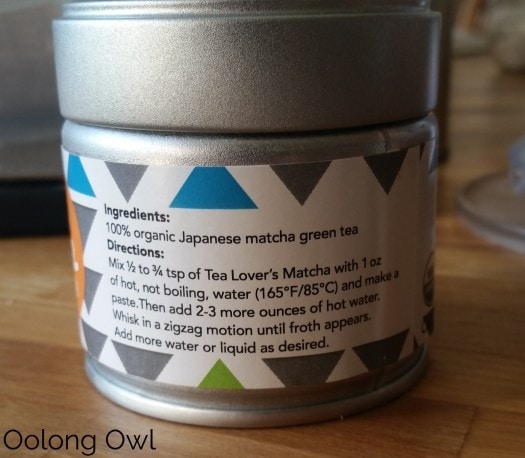 Ingredients:
100% organic Japanese matcha green tea
Directions:
Mix ½ to ¾ tsp of Tea Lover's Matcha with 1 oz
of hot, not boiling, water (165°F/85°C) and make a
paste.Then add 2-3 more ounces of hot water.
Whisk in a zigzag motion until froth appears.
Add more water or liquid as desired.
Oolong Owl